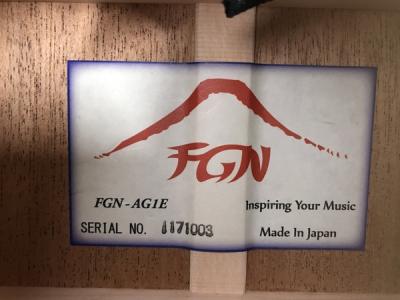 FGN
FGN-AG1E
Inspiring Your Music
SERIAL NO. 1171003
Made In Japan